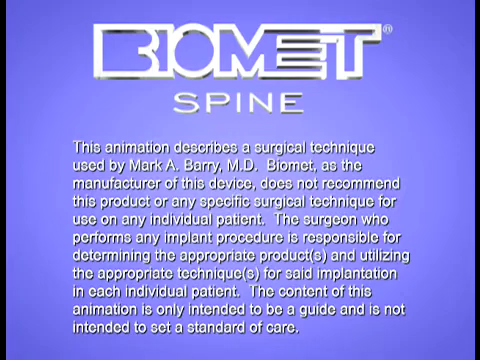 BIOMET®
SPINE
This animation describes a surgical technique
used by Mark A. Barry, M.D. Biomet, as the
manufacturer of this device, does not recommend
this product or any specific surgical technique for
use on any individual patient. The surgeon who
performs any implant procedure is responsible for
determining the appropriate product(s) and utilizing
the appropriate technique(s) for said implantation
in each individual patient. The content of this
animation is only intended to be a guide and is not
intended to set a standard of care.